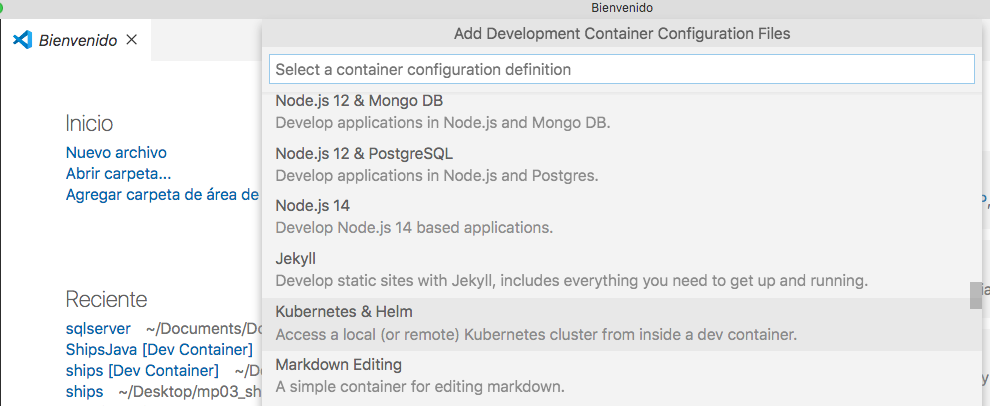 Bienvenido
Bienvenido
Add Development Container Configuration Files
Select a container configuration definition
Node.js 12 & Mongo DB
Develop applications in Node.js and Mongo DB.
Node.js 12 & PostgreSQL
Develop applications in Node.js and Postgres.
Node.js 14
Develop Node.js 14 based applications.
Jekyll
Develop static sites with Jekyll, includes everything you need to get up and running.
Kubernetes & Helm
Access a local (or remote) Kubernetes cluster from inside a dev container.
Markdown Editing
A simple container for editing markdown.
Inicio
Nuevo archivo
Abrir carpeta...
Agregar carpeta de área de
Reciente
sqlserver ~/Documents/Do
ShipsJava [Dev Container]
ships [Dev Container] ~/De
ships ~/Desktop/mp03_sh